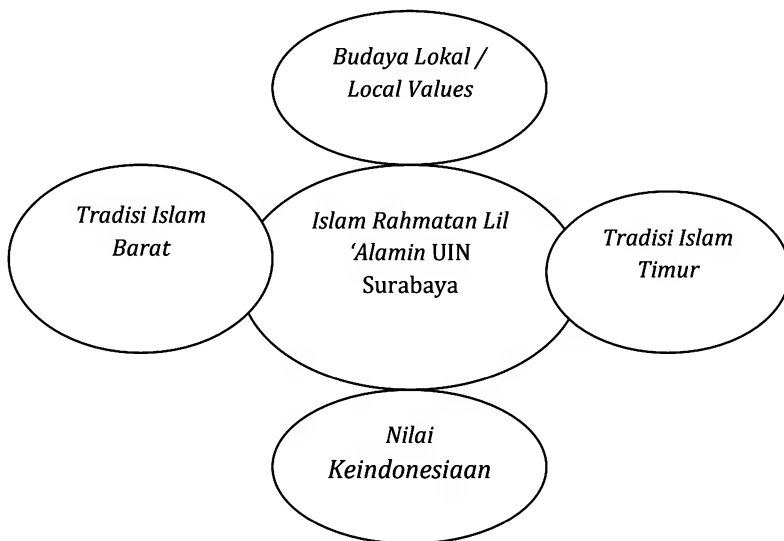 Budaya Lokal /
Local Values
Tradisi Islam
Barat
Islam Rahmatan Lil
‘Alamin UIN
Surabaya
Tradisi Islam
Timur
Nilai
Keindonesiaan